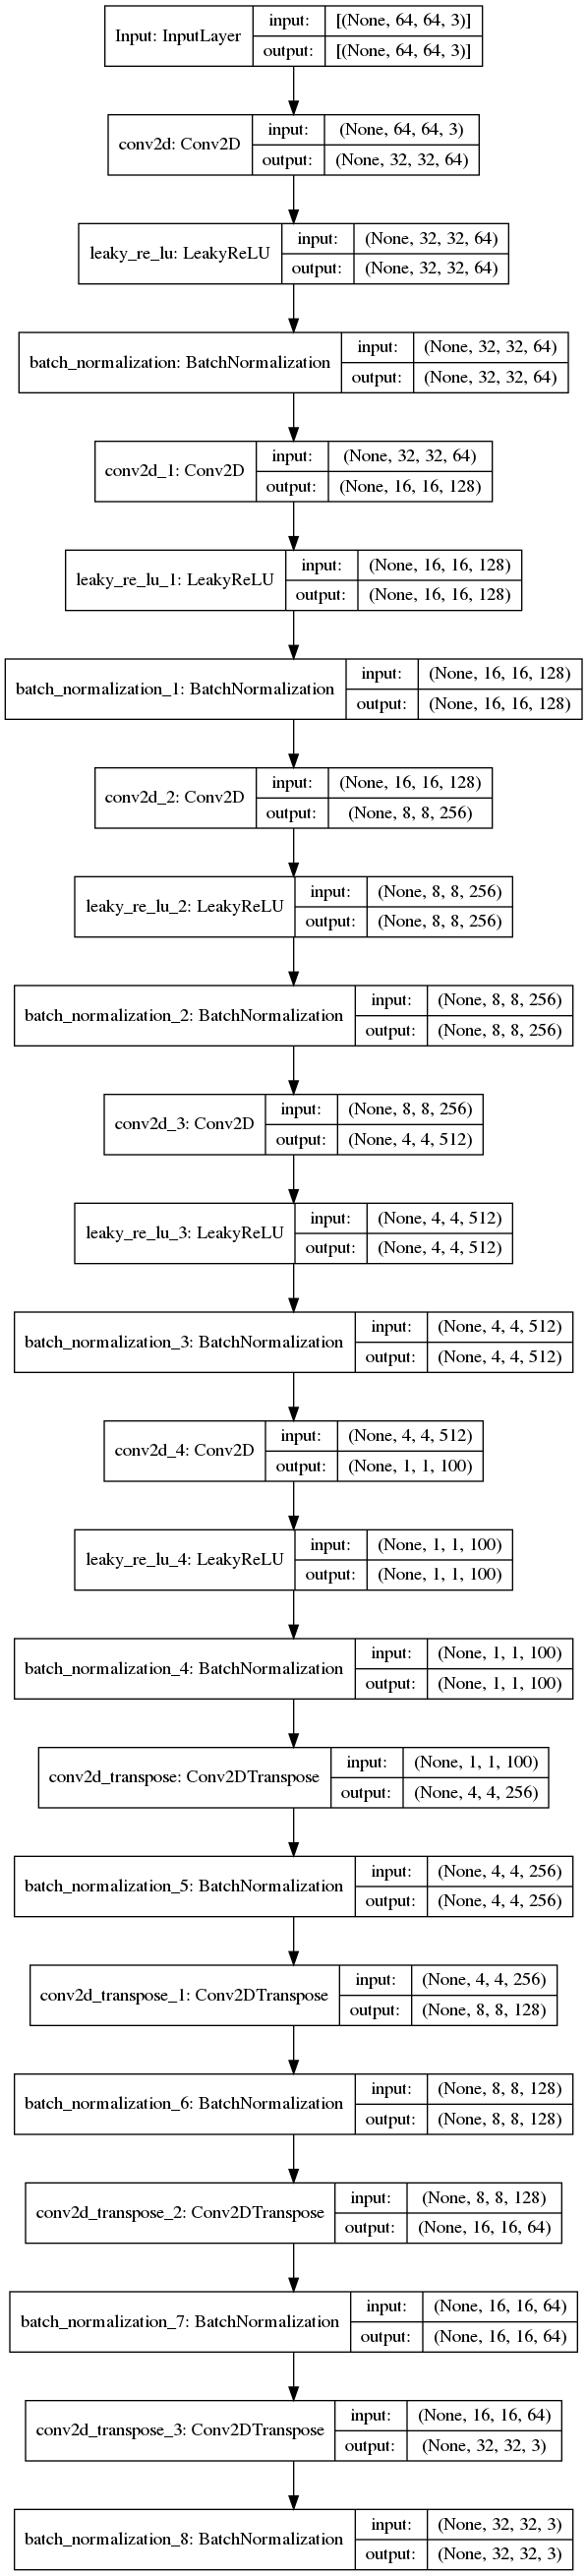 Input: InputLayer
input:
[(None, 64, 64, 3)]
output:
[(None, 64, 64, 3)]
conv2d: Conv2D
input:
(None, 64, 64, 3)
output:
(None, 32, 32, 64)
leaky_re_lu: LeakyReLU
input:
(None, 32, 32, 64)
output:
(None, 32, 32, 64)
batch_normalization: BatchNormalization
input:
(None, 32, 32, 64)
output:
(None, 32, 32, 64)
conv2d_1: Conv2D
input:
(None, 32, 32, 64)
output:
(None, 16, 16, 128)
leaky_re_lu_1: LeakyReLU
input:
(None, 16, 16, 128)
output:
(None, 16, 16, 128)
batch_normalization_1: BatchNormalization
input:
(None, 16, 16, 128)
output:
(None, 16, 16, 128)
conv2d_2: Conv2D
input:
(None, 16, 16, 128)
output:
(None, 8, 8, 256)
leaky_re_lu_2: LeakyReLU
input:
(None, 8, 8, 256)
output:
(None, 8, 8, 256)
batch_normalization_2: BatchNormalization
input:
(None, 8, 8, 256)
output:
(None, 8, 8, 256)
conv2d_3: Conv2D
input:
(None, 8, 8, 256)
output:
(None, 4, 4, 512)
leaky_re_lu_3: LeakyReLU
input:
(None, 4, 4, 512)
output:
(None, 4, 4, 512)
batch_normalization_3: BatchNormalization
input:
(None, 4, 4, 512)
output:
(None, 4, 4, 512)
conv2d_4: Conv2D
input:
(None, 4, 4, 512)
output:
(None, 1, 1, 100)
leaky_re_lu_4: LeakyReLU
input:
(None, 1, 1, 100)
output:
(None, 1, 1, 100)
batch_normalization_4: BatchNormalization
input:
(None, 1, 1, 100)
output:
(None, 1, 1, 100)
conv2d_transpose: Conv2DTranspose
input:
(None, 1, 1, 100)
output:
(None, 4, 4, 256)
batch_normalization_5: BatchNormalization
input:
(None, 4, 4, 256)
output:
(None, 4, 4, 256)
conv2d_transpose_1: Conv2DTranspose
input:
(None, 4, 4, 256)
output:
(None, 8, 8, 128)
batch_normalization_6: BatchNormalization
input:
(None, 8, 8, 128)
output:
(None, 8, 8, 128)
conv2d_transpose_2: Conv2DTranspose
input:
(None, 8, 8, 128)
output:
(None, 16, 16, 64)
batch_normalization_7: BatchNormalization
input:
(None, 16, 16, 64)
output:
(None, 16, 16, 64)
conv2d_transpose_3: Conv2DTranspose
input:
(None, 16, 16, 64)
output:
(None, 32, 32, 3)
batch_normalization_8: BatchNormalization
input:
(None, 32, 32, 3)
output:
(None, 32, 32, 3)